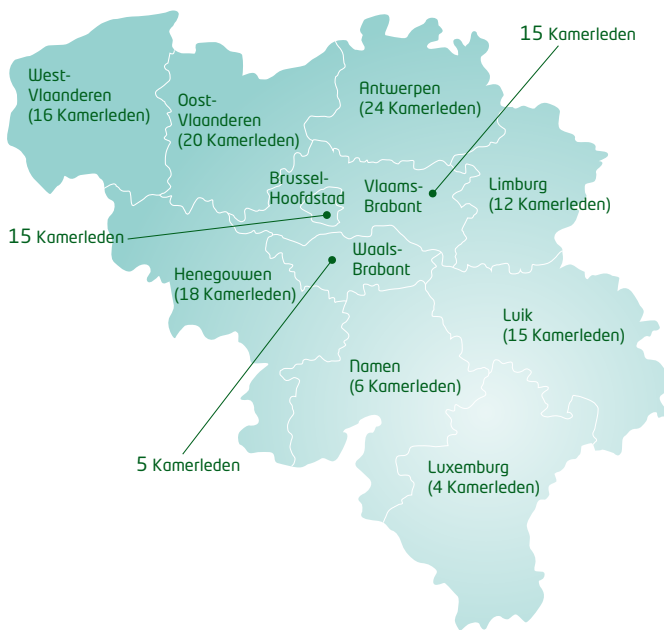 15 Kamerleden
West-
Vlaanderen
(16 Kamerleden)
Oost-
Vlaanderen
(20 Kamerleden)
Antwerpen
(24 Kamerleden)
Brussel-
Hoofdstad
Vlaams-
Brabant
Limburg
(12 Kamerleden)
15 Kamerleden
Henegouwen
(18 Kamerleden)
Waals-
Brabant
Luik
(15 Kamerleden)
Namen
(6 Kamerleden)
5 Kamerleden
Luxemburg
(4 Kamerleden)